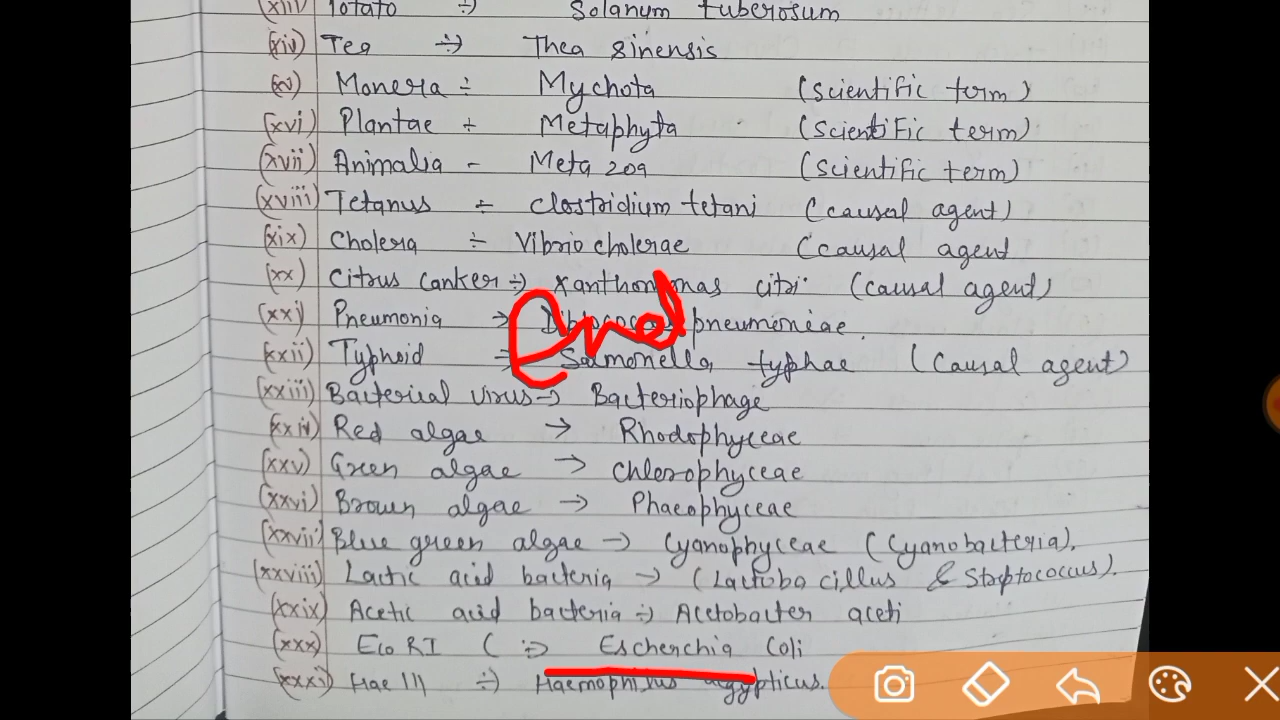 (xiii) Potato ÷) Solanum tuberosum
(xiv) Tea ÷) Thea sinensis
(xv) Monera ÷ Mychota (scientific term)
(xvi) Plantae ÷ Metaphyta (scientific term)
(xvii) Animalia - Meta zoa (scientific term)
(xviii) Tetanus ÷ clostridium tetani (causal agent)
(xix) Cholera ÷ Vibrio cholerae (causal agent
(xx) Citrus Canker ÷) Xanthomonas citri (causal agent)
(xxi) Pneumonia → pneumoniae.
end
(xxii) Typhoid Salmonella typhae (Causal agent)
(xxiii) Bacterial virus → Bacteriophage
(xxiv) Red algae → Rhodophyceae
(xxv) Green algae → Chlorophyceae
(xxvi) Brown algae → Phaeophyceae
(xxvii) Blue green algae → Cyanophyceae (Cyanobacteria).
(xxviii) Lactic acid bacteria → (Lactobacillus & Streptococcus).
(xxix) Acetic acid bacteria ÷) Acetobacter aceti
(xxx) Eco RI ( ÷) Escherichia Coli
(xxxi) Hae III ÷) Haemophilus aegypticus.